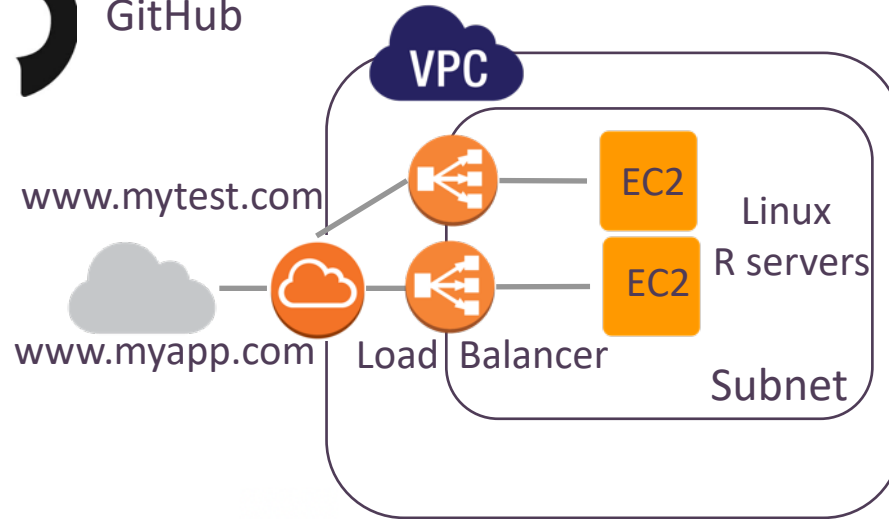 GitHub
VPC
www.mytest.com
EC2
Linux
R servers
EC2
www.myapp.com
Load Balancer
Subnet